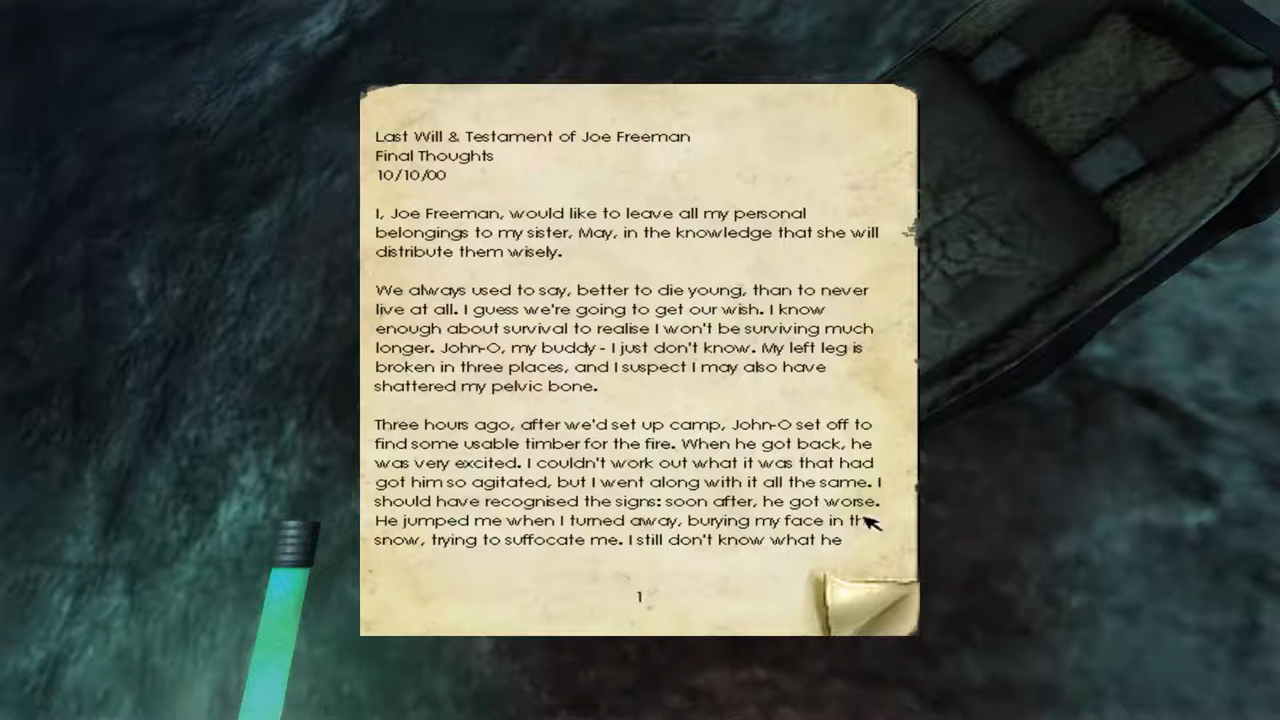 Last Will & Testament of Joe Freeman
Final Thoughts
10/10/00
I, Joe Freeman, would like to leave all my personal
belongings to my sister, May, in the knowledge that she will
distribute them wisely.
We always used to say, better to die young, than to never
live at all. I guess we're going to get our wish. I know
enough about survival to realise I won't be surviving much
longer. John-O, my buddy - I just don't know. My left leg is
broken in three places, and I suspect I may also have
shattered my pelvic bone.
Three hours ago, after we'd set up camp, John-O set off to
find some usable timber for the fire. When he got back, he
was very excited. I couldn't work out what it was that had
got him so agitated, but I went along with it all the same. I
should have recognised the signs: soon after, he got worse.
He jumped me when I turned away, burying my face in the
snow, trying to suffocate me. I still don't know what he
1